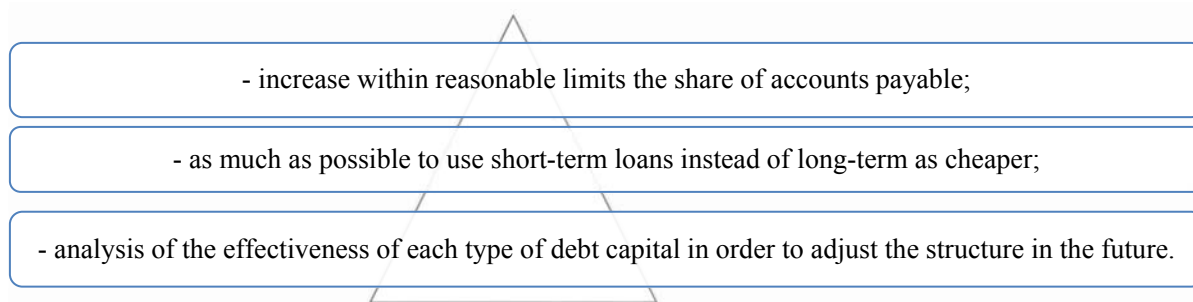 - increase within reasonable limits the share of accounts payable;
- as much as possible to use short-term loans instead of long-term as cheaper;
- analysis of the effectiveness of each type of debt capital in order to adjust the structure in the future.